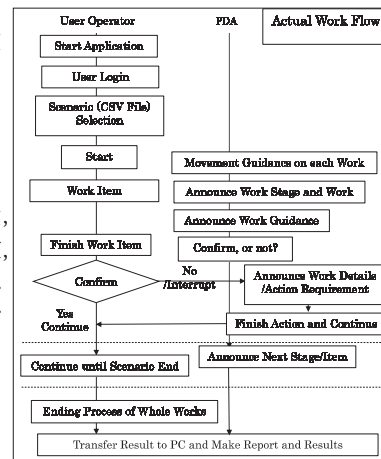 User Operator
PDA
Actual Work Flow
Start Application
User Login
Scenario (CSV File)
Selection
Start
Movement Guidance on each Work
Work Item
Announce Work Stage and Work
Announce Work Guidance
Finish Work Item
Confirm, or not?
Confirm
No
/Interrupt
Announce Work Details
/Action Requirement
Yes
Continue
Finish Action and Continue
Announce Next Stage/Item
Continue until Scenario End
Ending Process of Whole Works
Transfer Result to PC and Make Report and Results